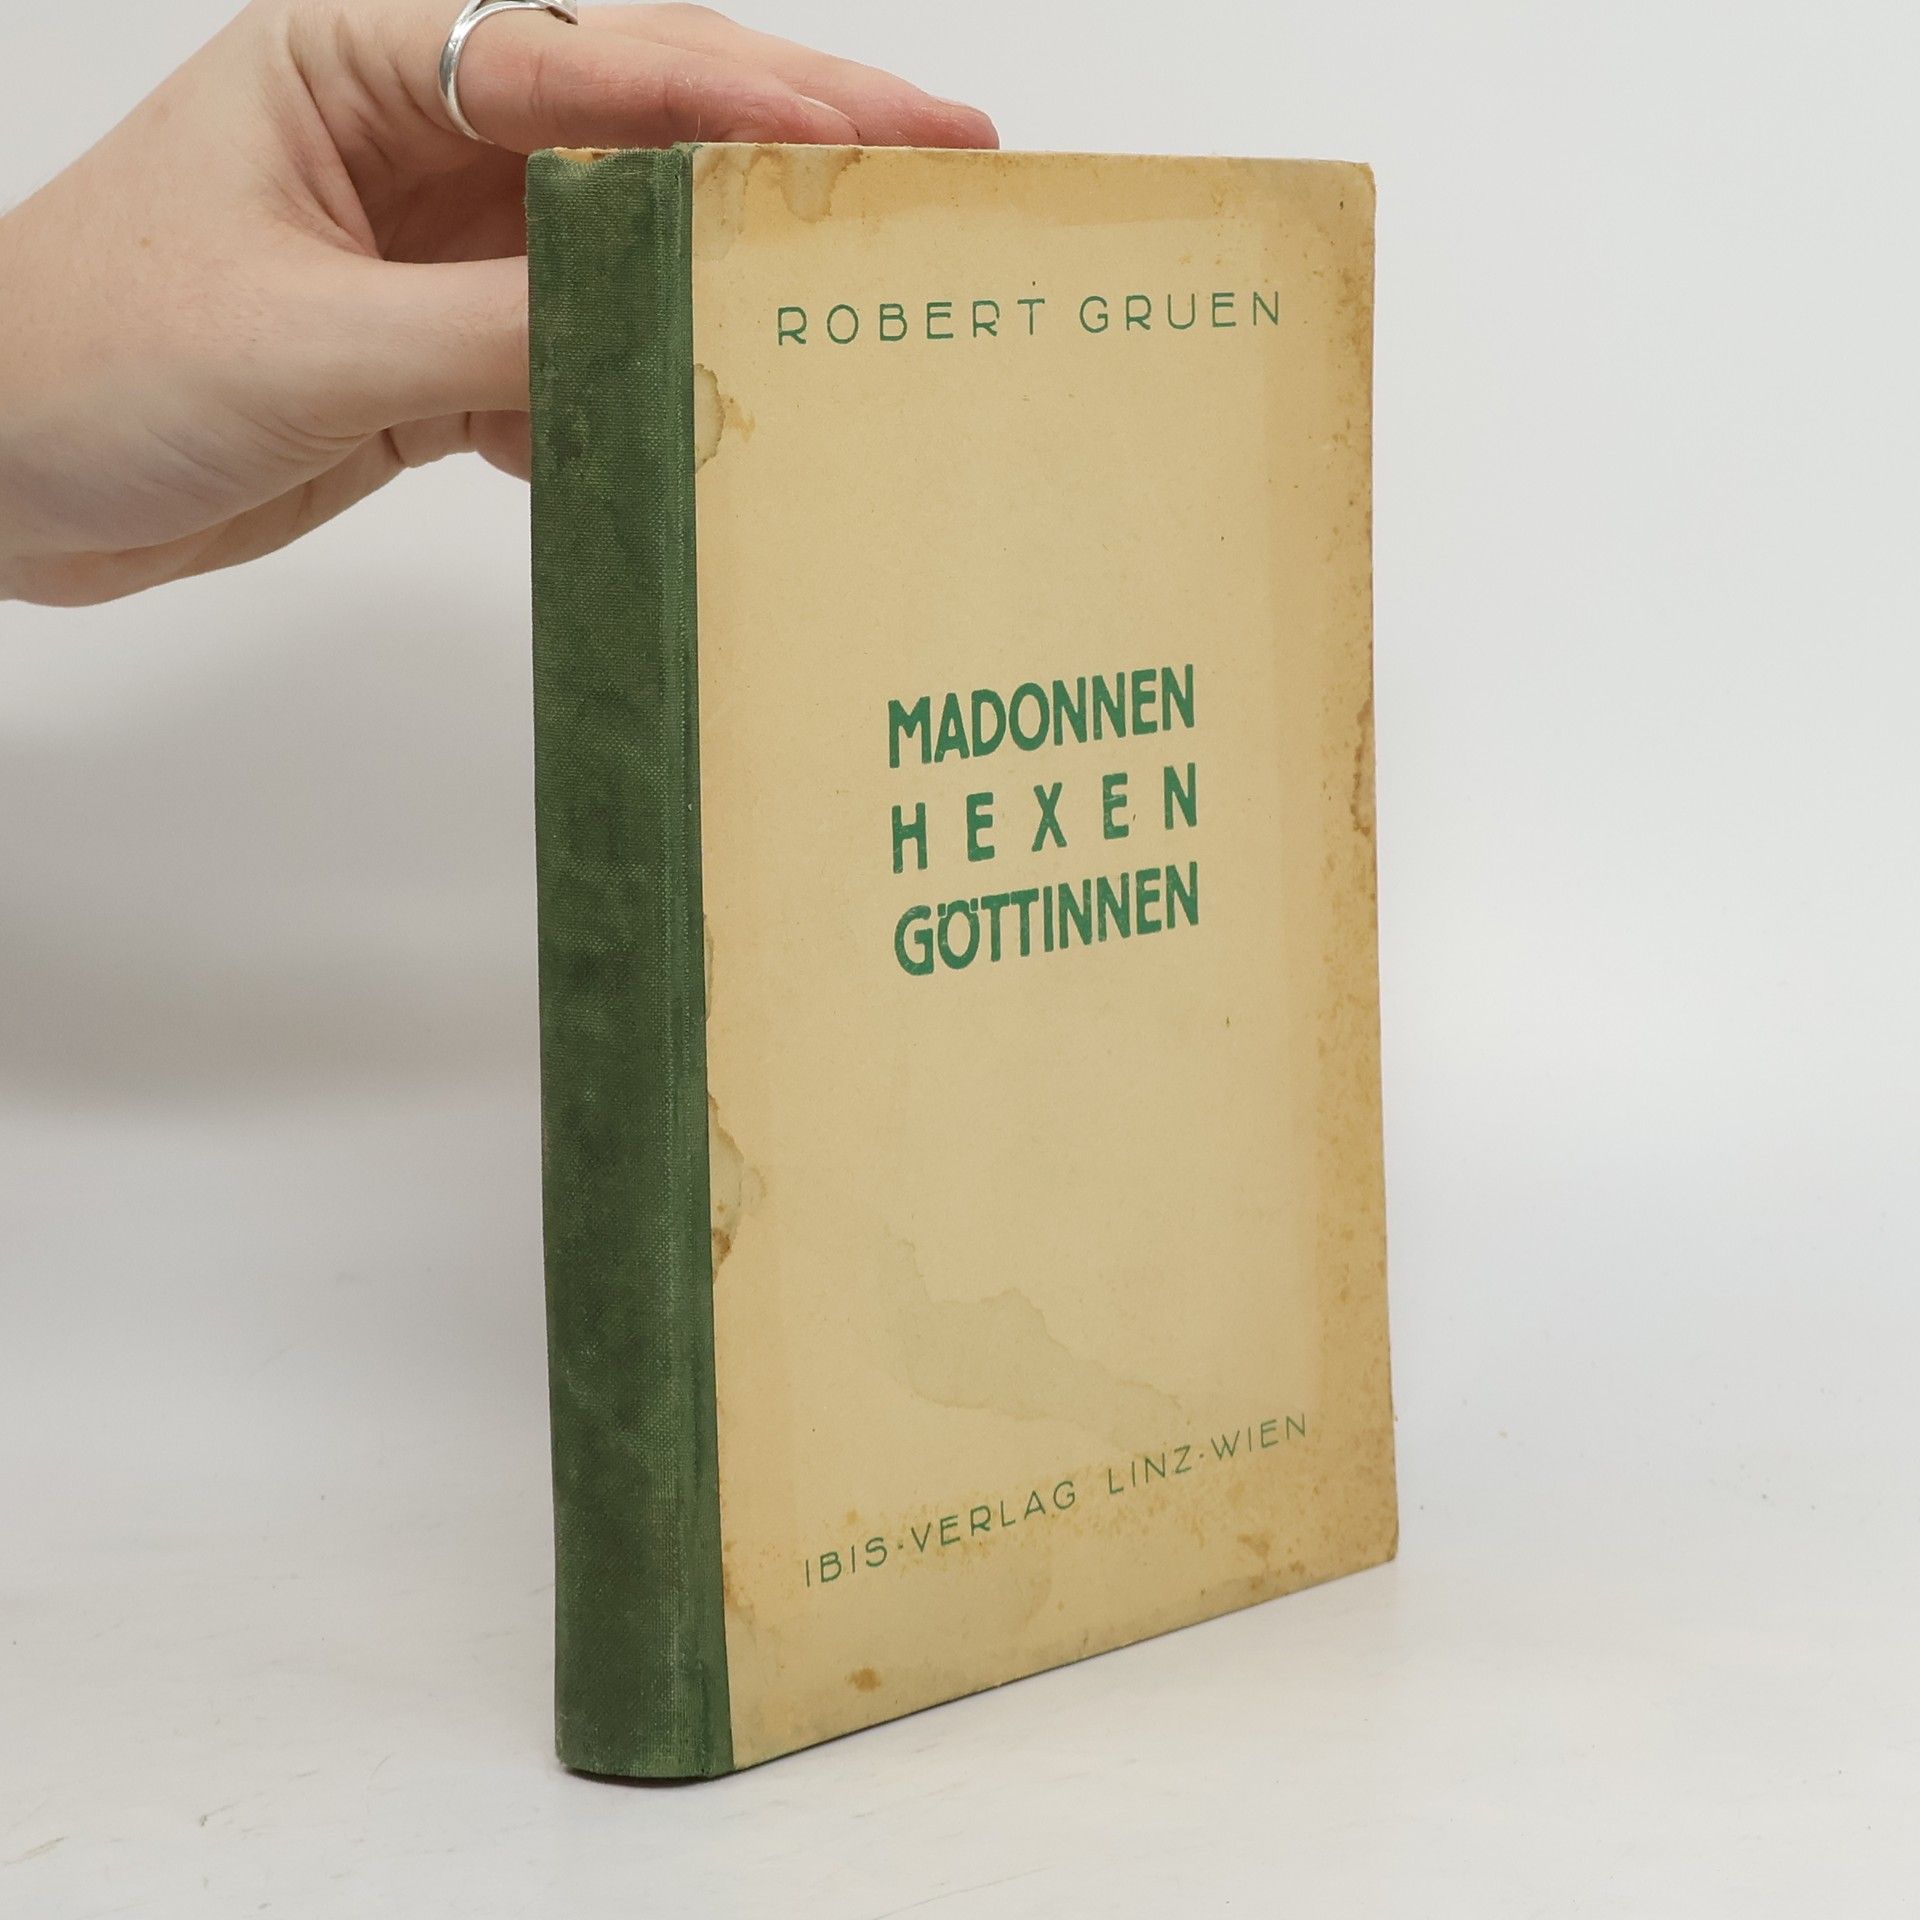 ROBERT GRUEN
MADONNEN
HEXEN
GÖTTINNEN
IBIS-VERLAG LINZ-WIEN